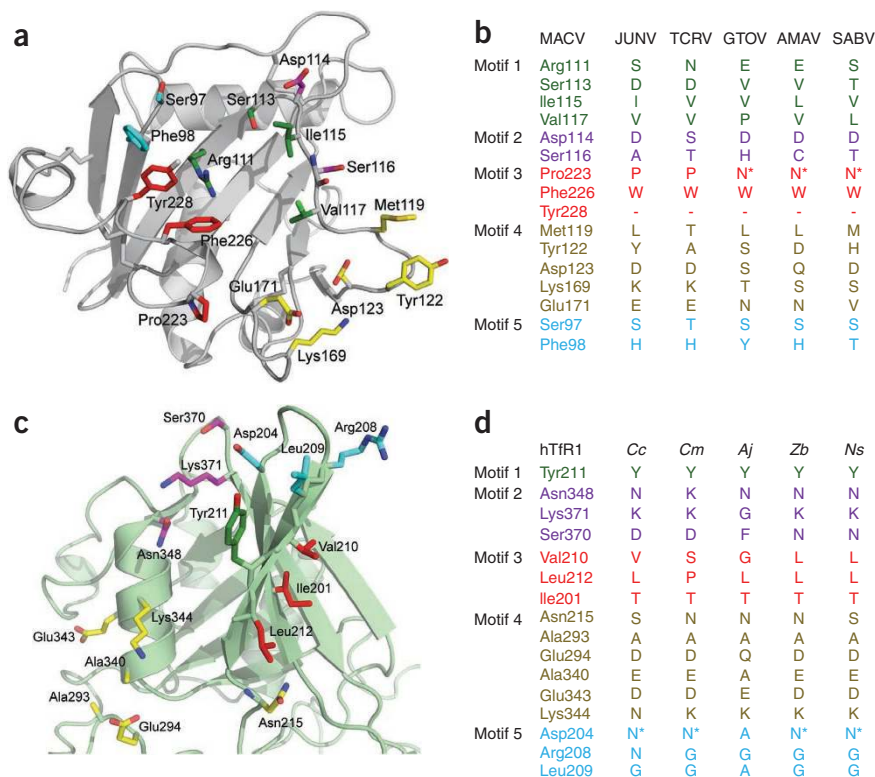 a
Asp114
Ser97
Ser113
Phe98
Ile115
Arg111
Ser116
Tyr228
Val117
Met119
Phe226
Glu171
Asp123
Tyr122
Pro223
Lys169
b
MACV JUNV TCRV GTOV AMAV SABV
Motif 1 Arg111 S N E E S
Ser113 D D V V T
Ile115 I V V L V
Val117 V V P V L
Motif 2 Asp114 D S D D D
Ser116 A T H C T
Motif 3 Pro223 P P N* N* N*
Phe226 W W W W W
Tyr228 - - - - -
Motif 4 Met119 L T L L M
Tyr122 Y A S D H
Asp123 D D S Q D
Lys169 K K T S S
Glu171 E E N N V
Motif 5 Ser97 S T S S S
Phe98 H H Y H T
c
Ser370
Asp204
Arg208
Leu209
Lys371
Tyr211
Asn348
Val210
Ile201
Lys344
Glu343
Leu212
Ala340
Ala293
Glu294
Asn215
d
hTfR1 Cc Cm Aj Zb Ns
Motif 1 Tyr211 Y Y Y Y Y
Motif 2 Asn348 N K N N N
Lys371 K K G K K
Ser370 D D F N N
Motif 3 Val210 V S G L L
Leu212 L P L L L
Ile201 T T T T T
Motif 4 Asn215 S N N N S
Ala293 A A A A A
Glu294 D D Q D D
Ala340 E E A E E
Glu343 D D E D D
Lys344 N K K K K
Motif 5 Asp204 N* N* A N* N*
Arg208 N G G G G
Leu209 G G A G G